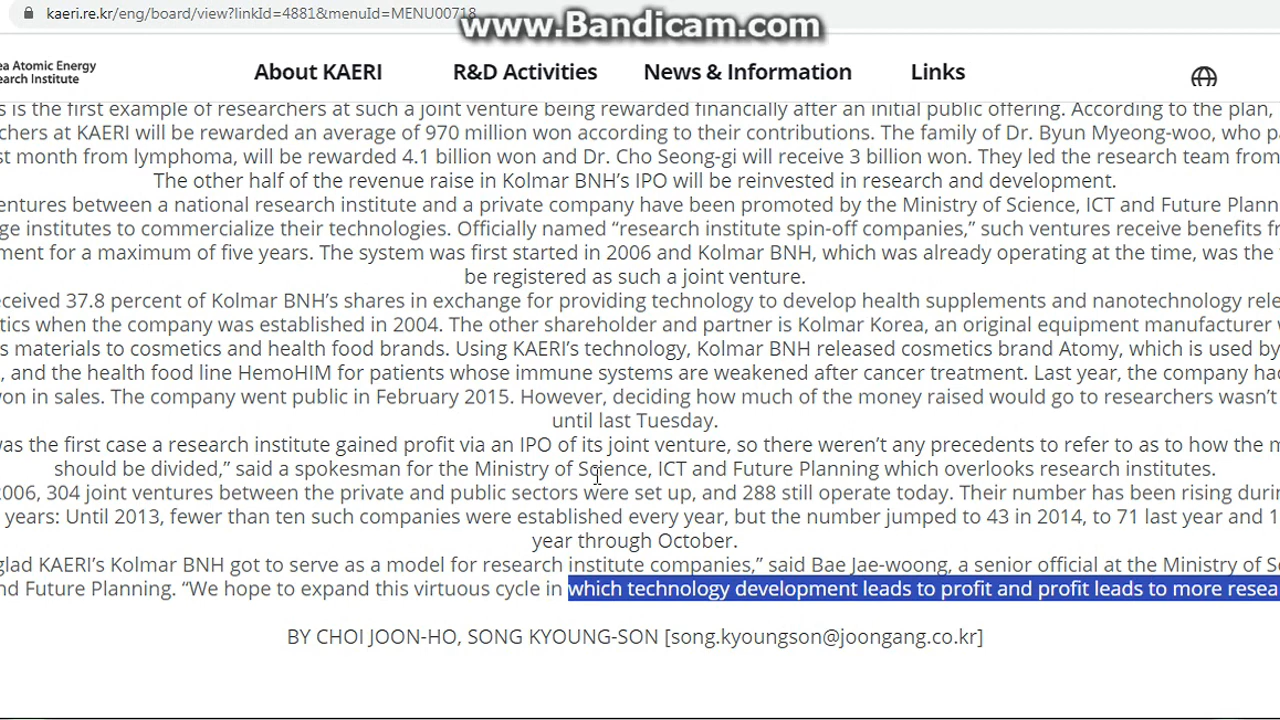 kaeri.re.kr/eng/board/view?linkId=4881&menuId=MENU00718
www.Bandicam.com
ea Atomic Energy
earch Institute
About KAERI
R&D Activities
News & Information
Links
s is the first example of researchers at such a joint venture being rewarded financially after an initial public offering. According to the plan,
chers at KAERI will be rewarded an average of 970 million won according to their contributions. The family of Dr. Byun Myeong-woo, who pa
st month from lymphoma, will be rewarded 4.1 billion won and Dr. Cho Seong-gi will receive 3 billion won. They led the research team from
The other half of the revenue raise in Kolmar BNH’s IPO will be reinvested in research and development.
entures between a national research institute and a private company have been promoted by the Ministry of Science, ICT and Future Plann
ge institutes to commercialize their technologies. Officially named “research institute spin-off companies,” such ventures receive benefits fr
ment for a maximum of five years. The system was first started in 2006 and Kolmar BNH, which was already operating at the time, was the
be registered as such a joint venture.
eceived 37.8 percent of Kolmar BNH’s shares in exchange for providing technology to develop health supplements and nanotechnology rele
tics when the company was established in 2004. The other shareholder and partner is Kolmar Korea, an original equipment manufacturer
s materials to cosmetics and health food brands. Using KAERI’s technology, Kolmar BNH released cosmetics brand Atomy, which is used by
, and the health food line HemoHIM for patients whose immune systems are weakened after cancer treatment. Last year, the company had
won in sales. The company went public in February 2015. However, deciding how much of the money raised would go to researchers wasn’t
until last Tuesday.
was the first case a research institute gained profit via an IPO of its joint venture, so there weren’t any precedents to refer to as to how the m
should be divided,” said a spokesman for the Ministry of Science, ICT and Future Planning which overlooks research institutes.
2006, 304 joint ventures between the private and public sectors were set up, and 288 still operate today. Their number has been rising durin
years: Until 2013, fewer than ten such companies were established every year, but the number jumped to 43 in 2014, to 71 last year and 1
year through October.
glad KAERI’s Kolmar BNH got to serve as a model for research institute companies,” said Bae Jae-woong, a senior official at the Ministry of Sc
nd Future Planning. “We hope to expand this virtuous cycle in which technology development leads to profit and profit leads to more resea
BY CHOI JOON-HO, SONG KYOUNG-SON [song.kyoungson@joongang.co.kr]